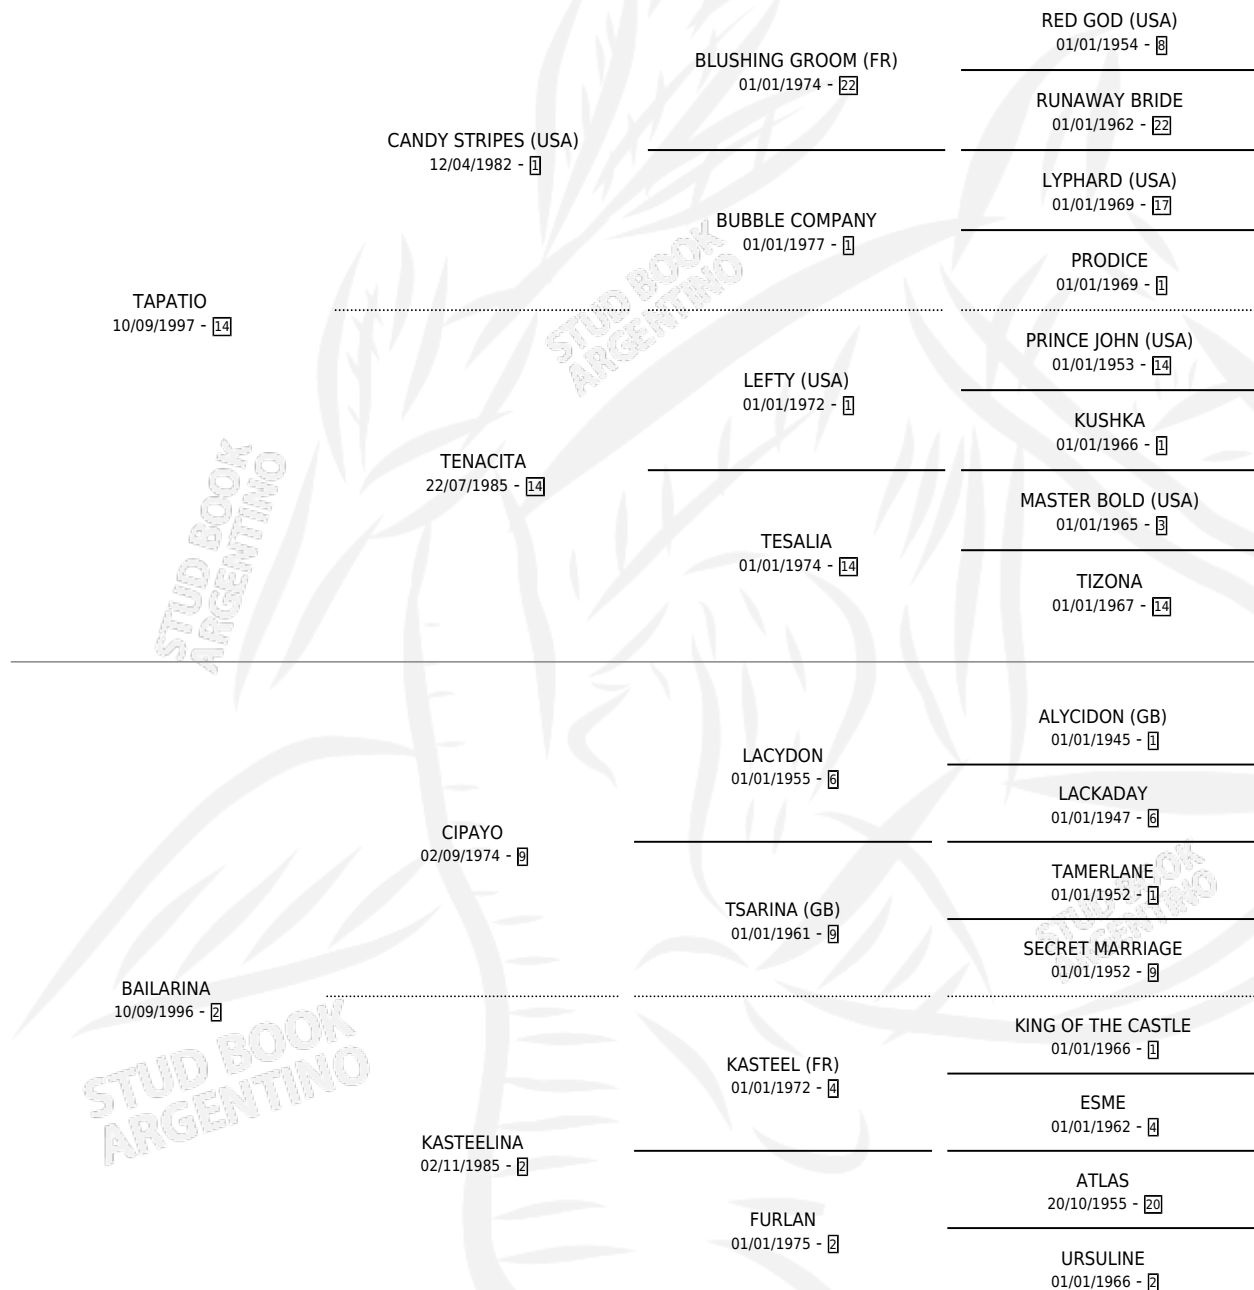 RED GOD (USA)
01/01/1954 - 8
BLUSHING GROOM (FR)
01/01/1974 - 22
RUNAWAY BRIDE
01/01/1962 - 22
CANDY STRIPES (USA)
12/04/1982 - 1
LYPHARD (USA)
01/01/1969 - 17
BUBBLE COMPANY
01/01/1977 - 1
PRODICE
01/01/1969 - 1
TAPATIO
10/09/1997 - 14
PRINCE JOHN (USA)
01/01/1953 - 14
LEFTY (USA)
01/01/1972 - 1
KUSHKA
01/01/1966 - 1
TENACITA
22/07/1985 - 14
MASTER BOLD (USA)
01/01/1965 - 3
TESALIA
01/01/1974 - 14
TIZONA
01/01/1967 - 14
STUD BOOK
ARGENTINO
STUD BOOK
ARGENTINO
ALYCIDON (GB)
01/01/1945 - 1
LACYDON
01/01/1955 - 6
LACKADAY
01/01/1947 - 6
CIPAYO
02/09/1974 - 9
TAMERLANE
01/01/1952 - 1
TSARINA (GB)
01/01/1961 - 9
SECRET MARRIAGE
01/01/1952 - 9
BAILARINA
10/09/1996 - 2
KING OF THE CASTLE
01/01/1966 - 1
KASTEEL (FR)
01/01/1972 - 4
ESME
01/01/1962 - 4
KASTEELINA
02/11/1985 - 2
ATLAS
20/10/1955 - 20
FURLAN
01/01/1975 - 2
URSULINE
01/01/1966 - 2
STUD BOOK
ARGENTINO
STUD BOOK
ARGENTINO